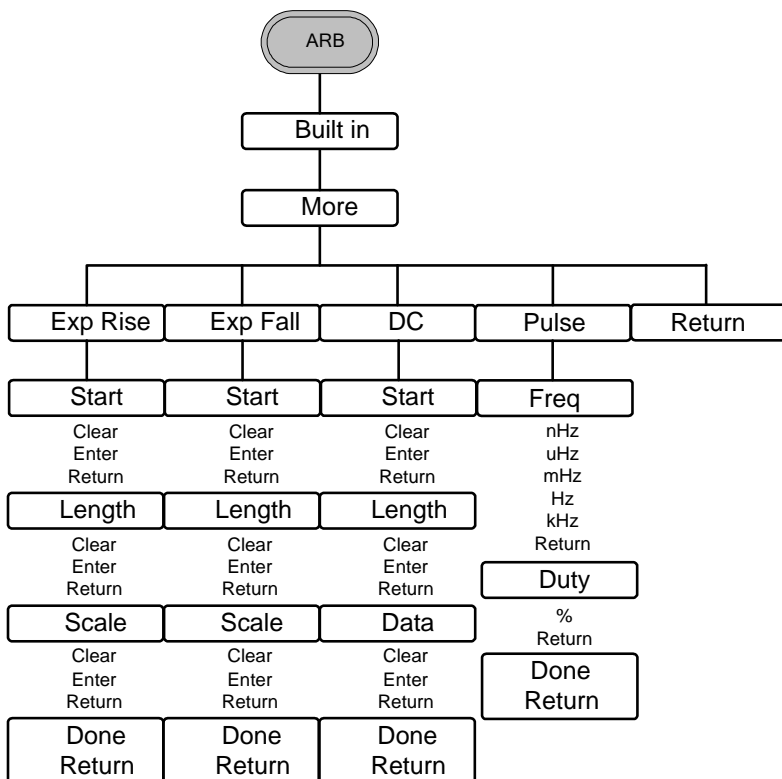 ARB
Built in
More
Exp Rise
Exp Fall
DC
Pulse
Return
Start
Clear
Enter
Return
Length
Clear
Enter
Return
Scale
Clear
Enter
Return
Done
Return
Start
Clear
Enter
Return
Length
Clear
Enter
Return
Scale
Clear
Enter
Return
Done
Return
Start
Clear
Enter
Return
Length
Clear
Enter
Return
Data
Clear
Enter
Return
Done
Return
Freq
nHz
uHz
mHz
Hz
kHz
Return
Duty
%
Return
Done
Return